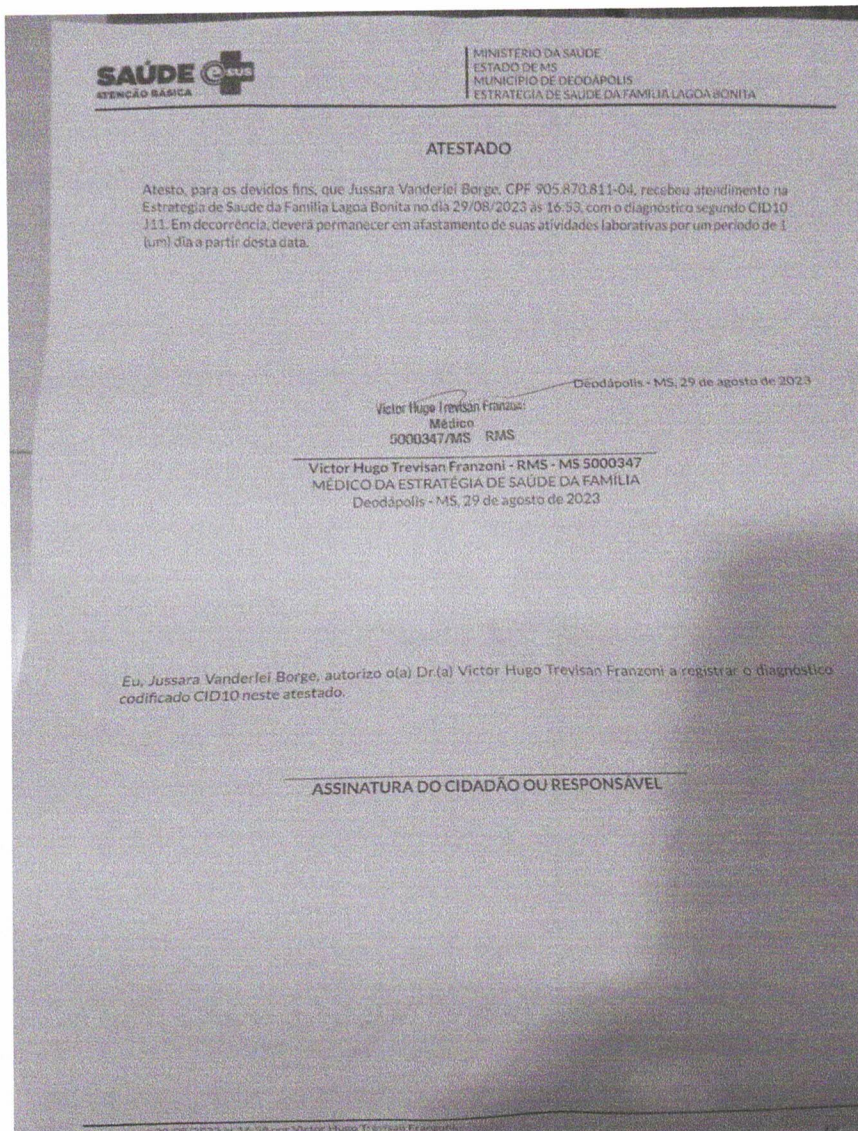 SAÚDE e SUS
ATENÇÃO BÁSICA
MINISTÉRIO DA SAÚDE
ESTADO DE MS
MUNICÍPIO DE DEODÁPOLIS
ESTRATÉGIA DE SAÚDE DA FAMÍLIA LAGOA BONITA
ATESTADO
Atesto, para os devidos fins, que Jussara Vanderlei Borge, CPF 905.870.811-04, recebeu atendimento na
Estratégia de Saude da Família Lagoa Bonita no dia 29/08/2023 às 16:53, com o diagnóstico segundo CID10
J11. Em decorrência, deverá permanecer em afastamento de suas atividades laborativas por um período de 1
(um) dia a partir desta data.
Deodápolis - MS, 29 de agosto de 2023
Victor Hugo Trevisan Franzoni
Médico
5000347/MS RMS
Victor Hugo Trevisan Franzoni - RMS - MS 5000347
MÉDICO DA ESTRATÉGIA DE SAÚDE DA FAMÍLIA
Deodápolis - MS, 29 de agosto de 2023
Eu, Jussara Vanderlei Borge, autorizo o(a) Dr.(a) Victor Hugo Trevisan Franzoni a registrar o diagnóstico
codificado CID10 neste atestado.
ASSINATURA DO CIDADÃO OU RESPONSÁVEL
por Victor Hugo Trevisan Franzoni